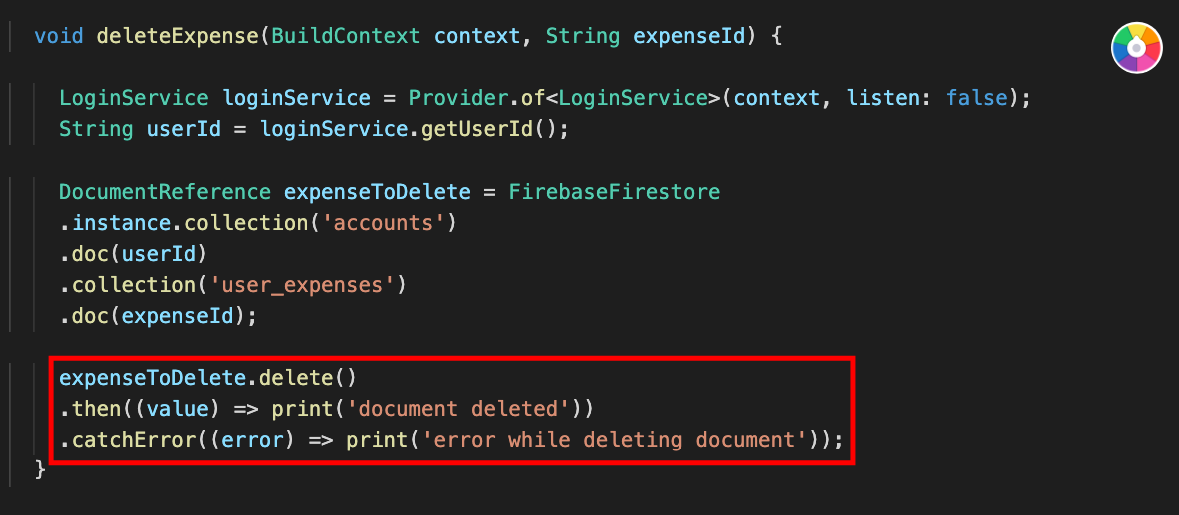 void deleteExpense(BuildContext context, String expenseId) {
LoginService loginService = Provider.of<LoginService>(context, listen: false);
String userId = loginService.getUserId();
DocumentReference expenseToDelete = FirebaseFirestore
.instance.collection('accounts')
.doc(userId)
.collection('user_expenses')
.doc(expenseId);
expenseToDelete.delete()
.then((value) => print('document deleted'))
.catchError((error) => print('error while deleting document'));
}